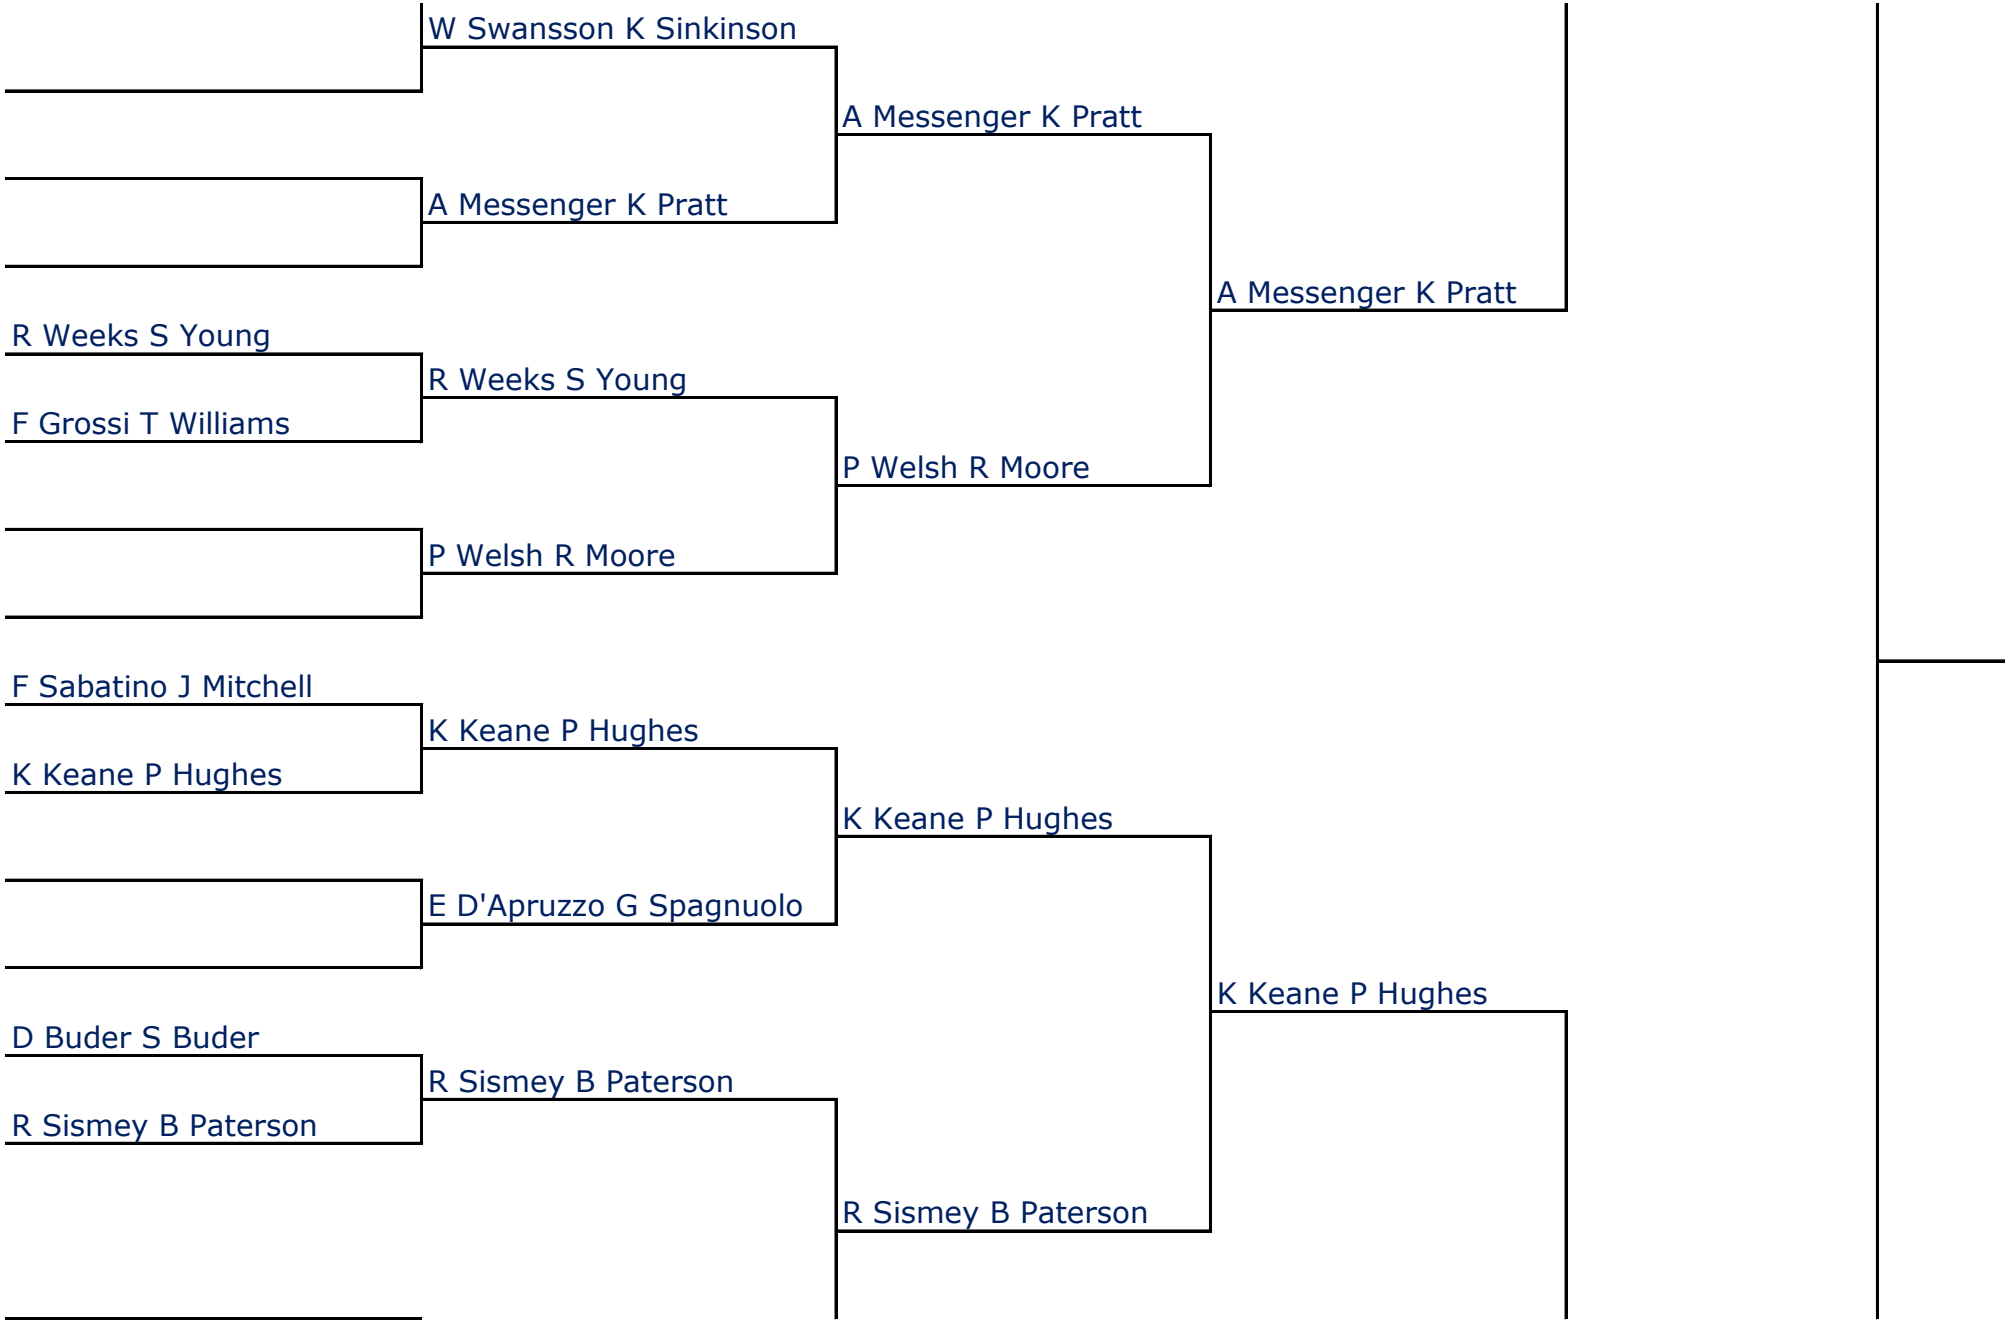 W Swansson K Sinkinson
A Messenger K Pratt
A Messenger K Pratt
A Messenger K Pratt
R Weeks S Young
R Weeks S Young
F Grossi T Williams
P Welsh R Moore
P Welsh R Moore
F Sabatino J Mitchell
K Keane P Hughes
K Keane P Hughes
K Keane P Hughes
E D'Apruzzo G Spagnuolo
K Keane P Hughes
D Buder S Buder
R Sismey B Paterson
R Sismey B Paterson
R Sismey B Paterson